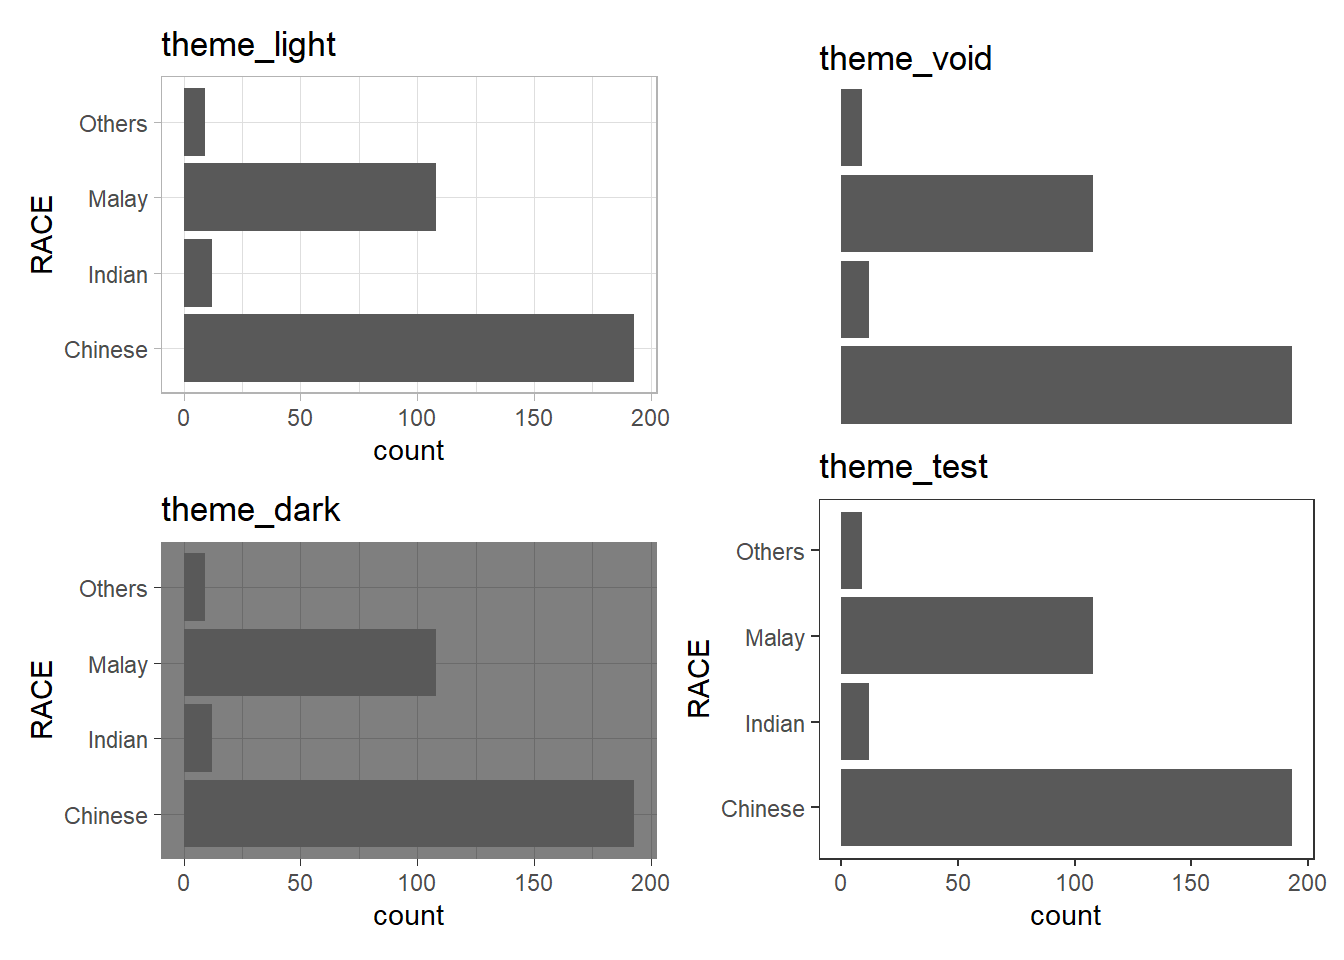 theme_light
RACE
Others
Malay
Indian
Chinese
0 50 100 150 200
count
theme_void
theme_dark
RACE
Others
Malay
Indian
Chinese
0 50 100 150 200
count
theme_test
RACE
Others
Malay
Indian
Chinese
0 50 100 150 200
count